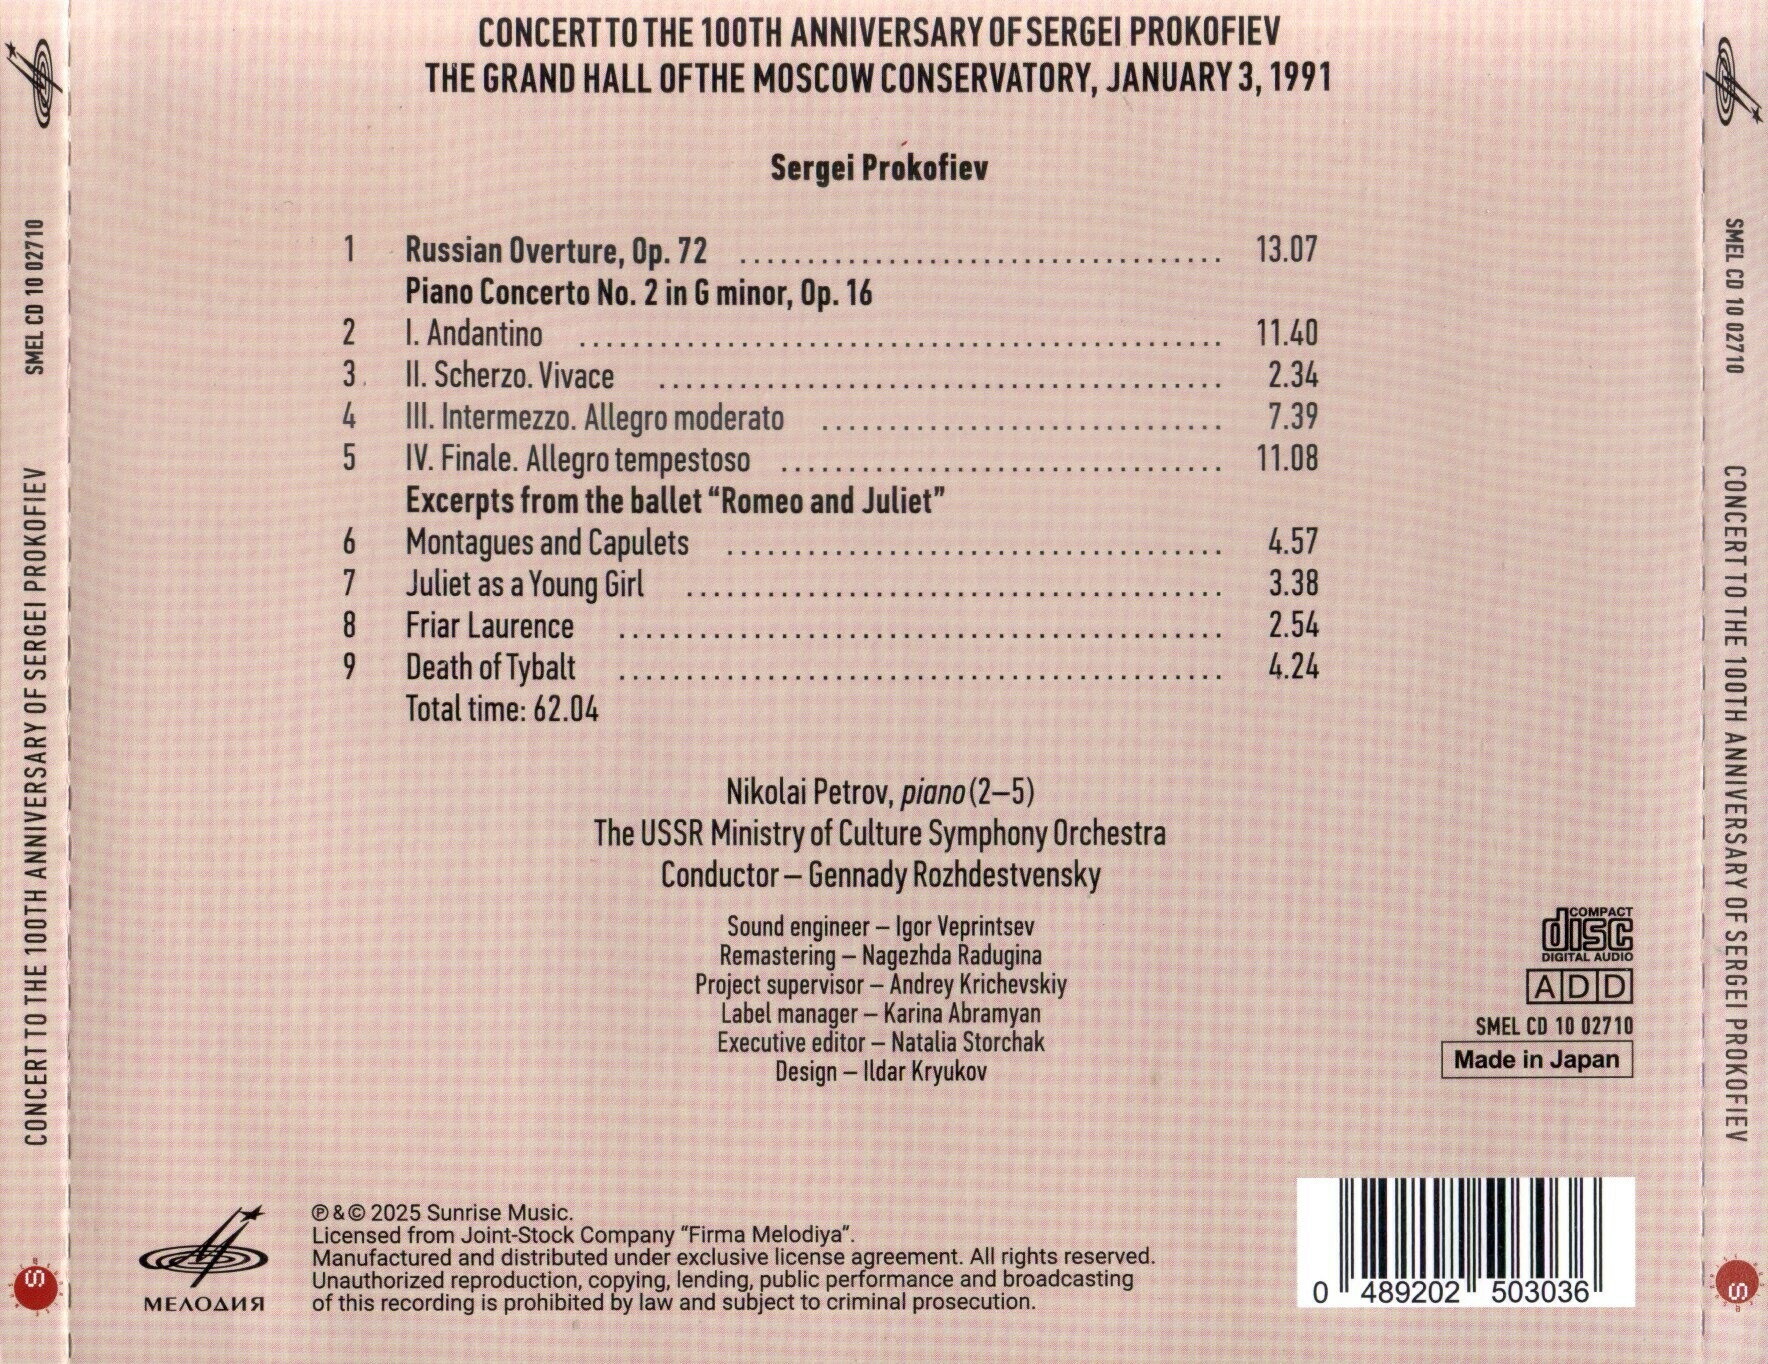 CONCERT TO THE 100TH ANNIVERSARY OF SERGEI PROKOFIEV
THE GRAND HALL OF THE MOSCOW CONSERVATORY, JANUARY 3, 1991
Sergei Prokofiev
1 Russian Overture, Op. 72 13.07
Piano Concerto No. 2 in G minor, Op. 16
2 I. Andantino 11.40
3 II. Scherzo. Vivace 2.34
4 III. Intermezzo. Allegro moderato 7.39
5 IV. Finale. Allegro tempestoso 11.08
Excerpts from the ballet “Romeo and Juliet”
6 Montagues and Capulets 4.57
7 Juliet as a Young Girl 3.38
8 Friar Laurence 2.54
9 Death of Tybalt 4.24
Total time: 62.04
Nikolai Petrov, piano (2–5)
The USSR Ministry of Culture Symphony Orchestra
Conductor – Gennady Rozhdestvensky
Sound engineer – Igor Veprintsev
Remastering – Nagezhda Radugina
Project supervisor – Andrey Krichevskiy
Label manager – Karina Abramyan
Executive editor – Natalia Storchak
Design – Ildar Kryukov
COMPACT
disc
DIGITAL AUDIO
ADD
SMEL CD 10 02710
Made in Japan
МЕЛОДИЯ
℗ & © 2025 Sunrise Music.
Licensed from Joint-Stock Company “Firma Melodiya”.
Manufactured and distributed under exclusive license agreement. All rights reserved.
Unauthorized reproduction, copying, lending, public performance and broadcasting
of this recording is prohibited by law and subject to criminal prosecution.
0 489202 503036
SMEL CD 10 02710
CONCERT TO THE 100TH ANNIVERSARY OF SERGEI PROKOFIEV
S
SMEL CD 10 02710
CONCERT TO THE 100TH ANNIVERSARY OF SERGEI PROKOFIEV
S